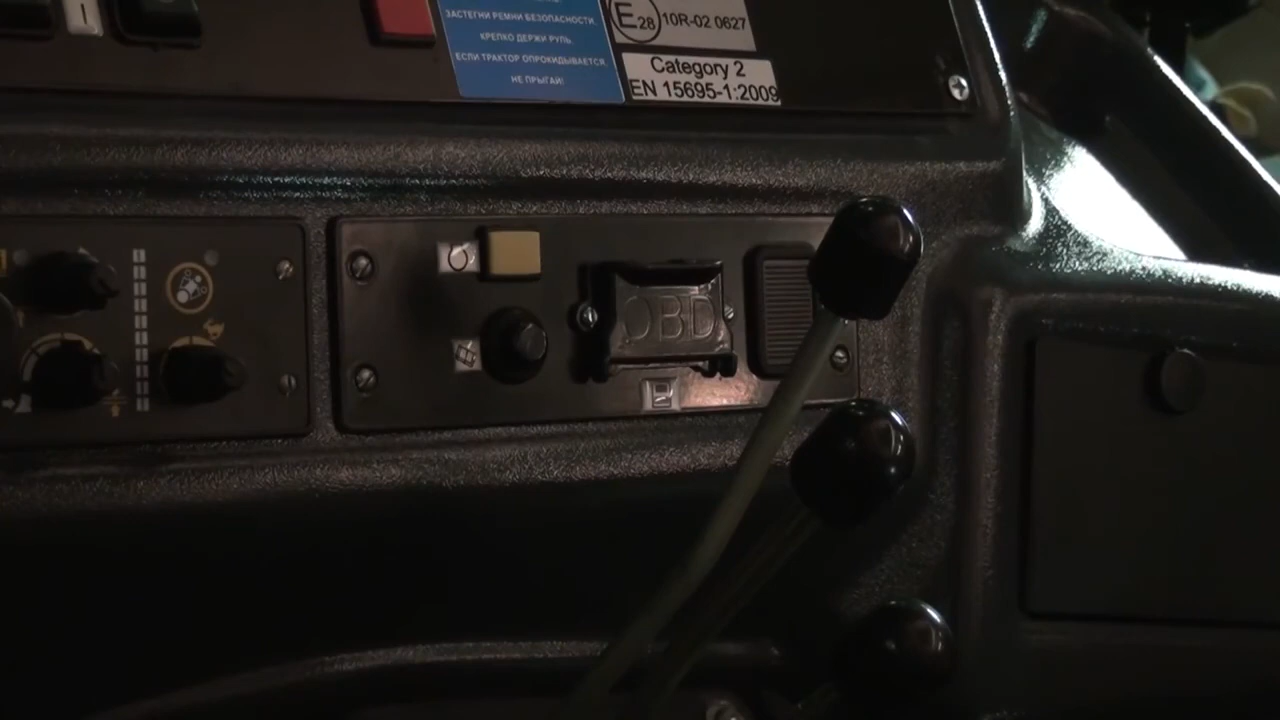 ЗАСТЕГНИ РЕМНИ БЕЗОПАСНОСТИ.
КРЕПКО ДЕРЖИ РУЛЬ.
ЕСЛИ ТРАКТОР ОПРОКИДЫВАЕТСЯ,
НЕ ПРЫГАЙ!
E28 10R-02 0627
Category 2
EN 15695-1:2009
OBD